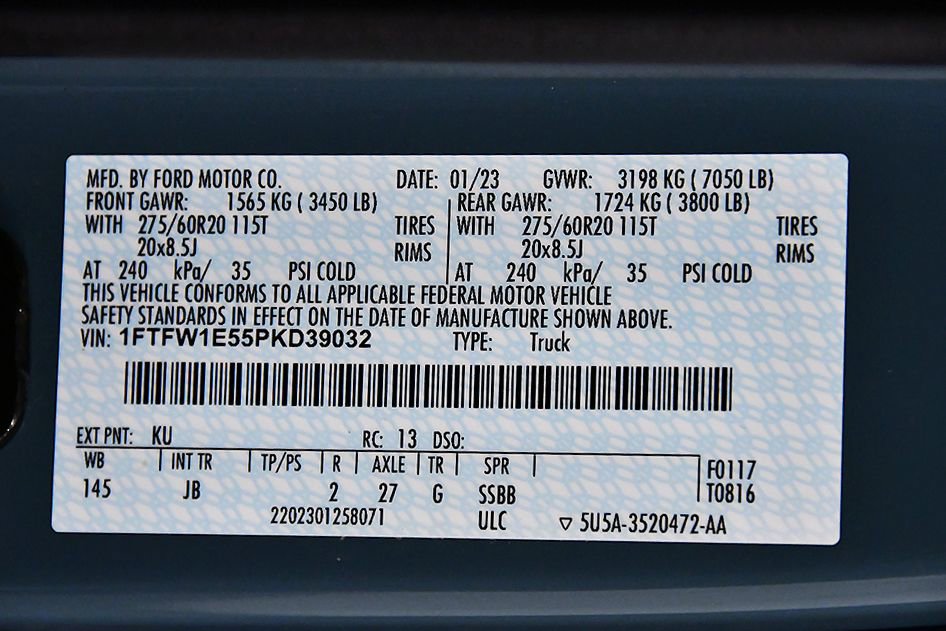 MFD. BY FORD MOTOR CO. DATE: 01/23 GVWR: 3198 KG ( 7050 LB)
FRONT GAWR: 1565 KG ( 3450 LB) REAR GAWR: 1724 KG ( 3800 LB)
WITH 275/60R20 115T TIRES WITH 275/60R20 115T TIRES
20x8.5J RIMS 20x8.5J RIMS
AT 240 kPa/ 35 PSI COLD AT 240 kPa/ 35 PSI COLD
THIS VEHICLE CONFORMS TO ALL APPLICABLE FEDERAL MOTOR VEHICLE
SAFETY STANDARDS IN EFFECT ON THE DATE OF MANUFACTURE SHOWN ABOVE.
VIN: 1FTFW1E55PKD39032 TYPE: Truck
EXT PNT: KU RC: 13 DSO:
WB INT TR TP/PS R AXLE TR SPR F0117
145 JB 2 27 G SSBB T0816
2202301258071 ULC ▽ 5U5A-3520472-AA